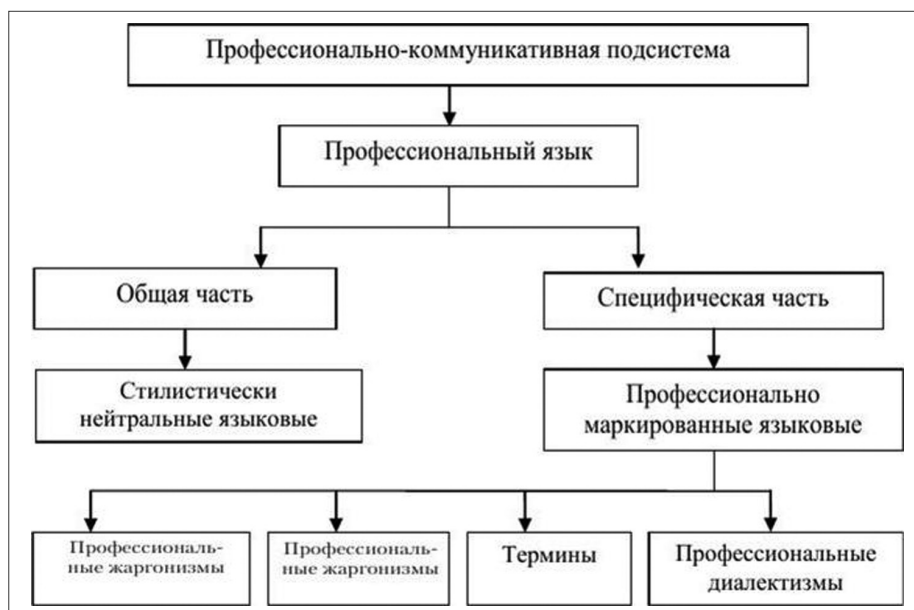 Профессионально-коммуникативная подсистема
Профессиональный язык
Общая часть
Специфическая часть
Стилистически
нейтральные языковые
Профессионально
маркированные языковые
Профессиональ-
ные жаргонизмы
Профессиональ-
ные жаргонизмы
Термины
Профессиональные
диалектизмы